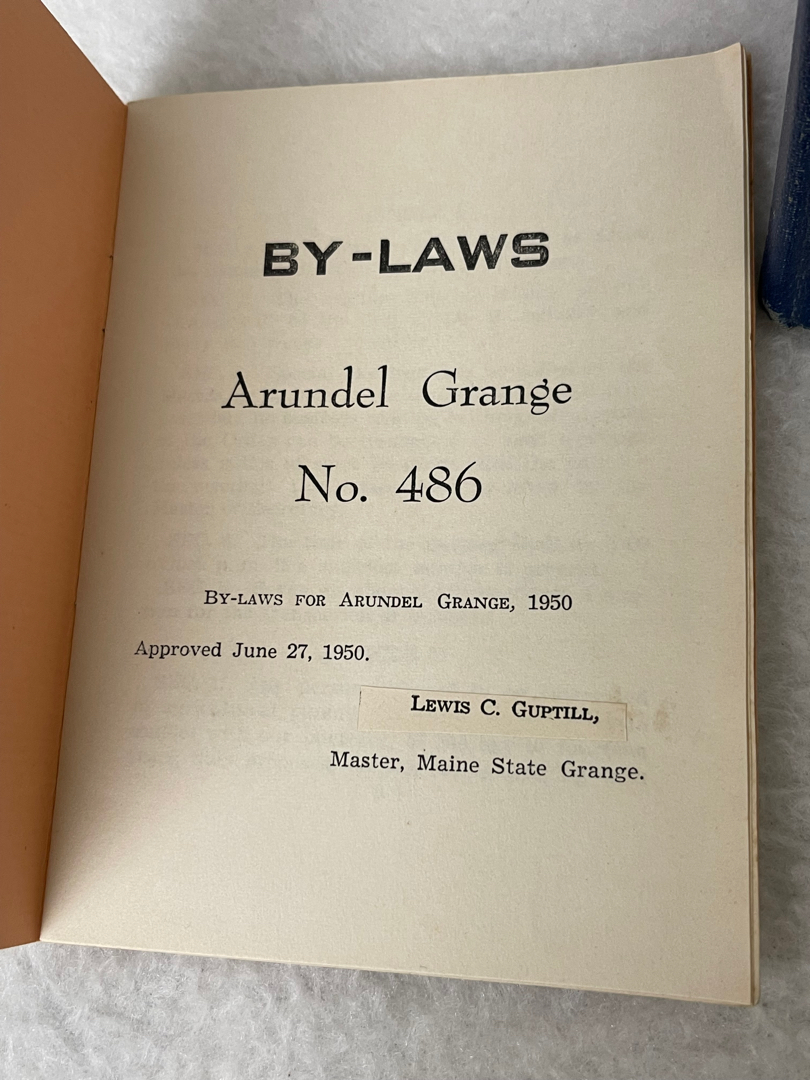 BY-LAWS
Arundel Grange
No. 486
BY-LAWS FOR ARUNDEL GRANGE, 1950
Approved June 27, 1950.
LEWIS C. GUPTILL,
Master, Maine State Grange.